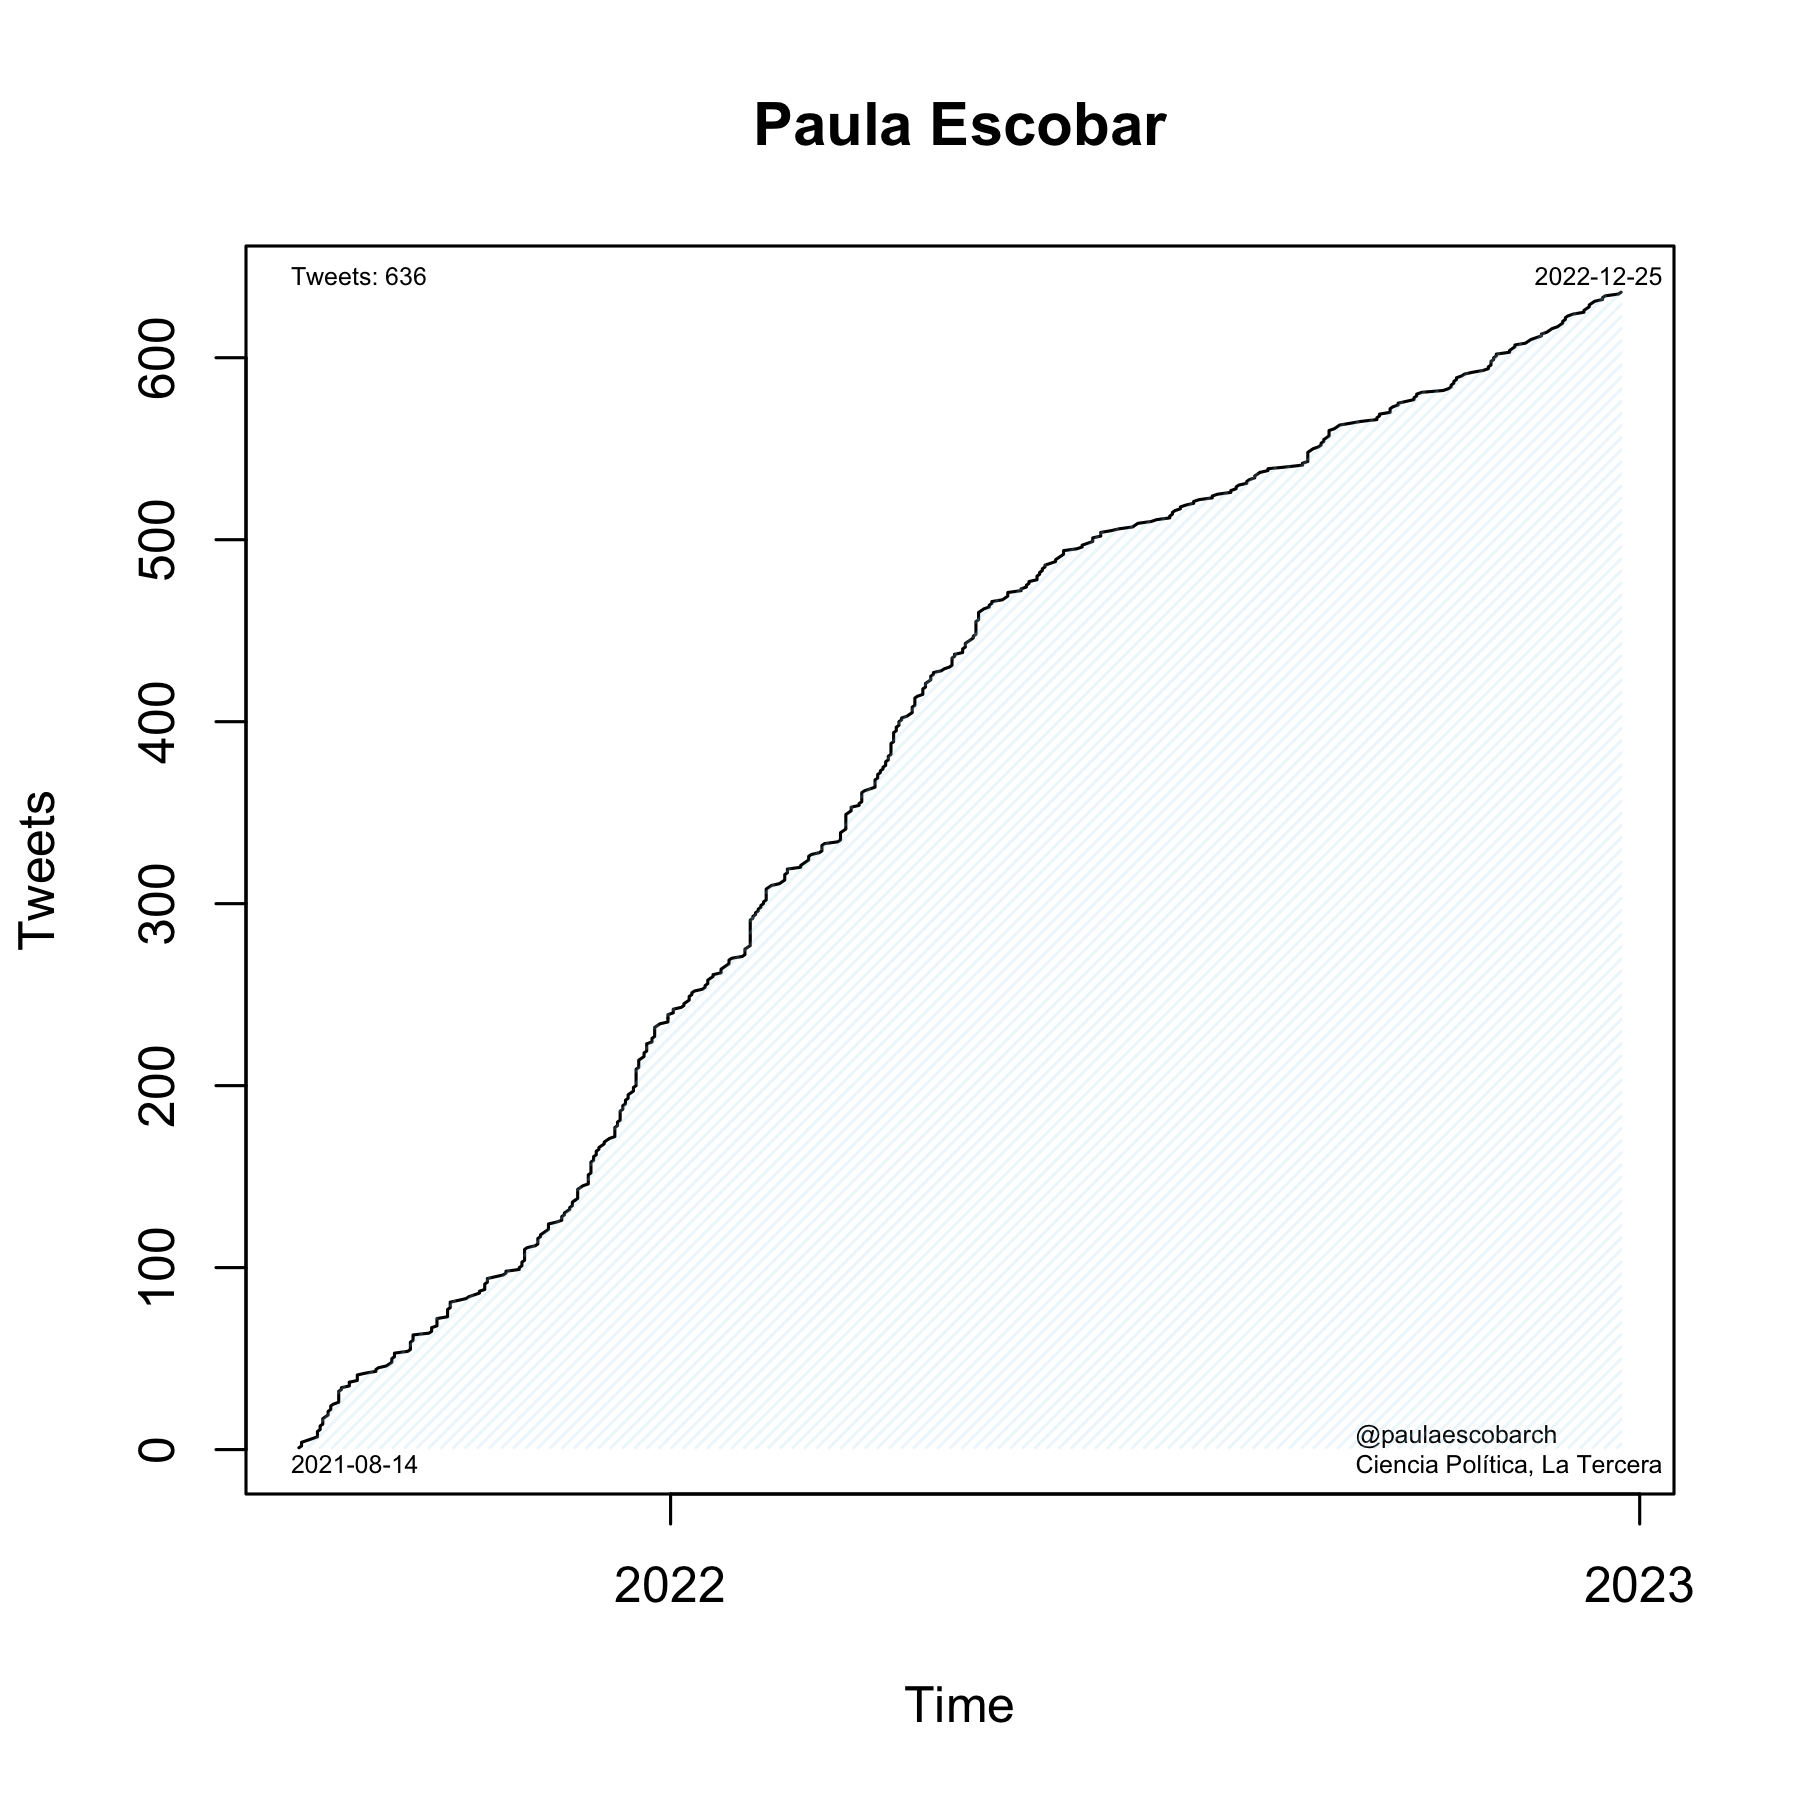 Paula Escobar
Tweets: 636
2022-12-25
600
500
400
300
200
100
0
Tweets
2021-08-14
@paulaescobarch
Ciencia Política, La Tercera
2022
2023
Time